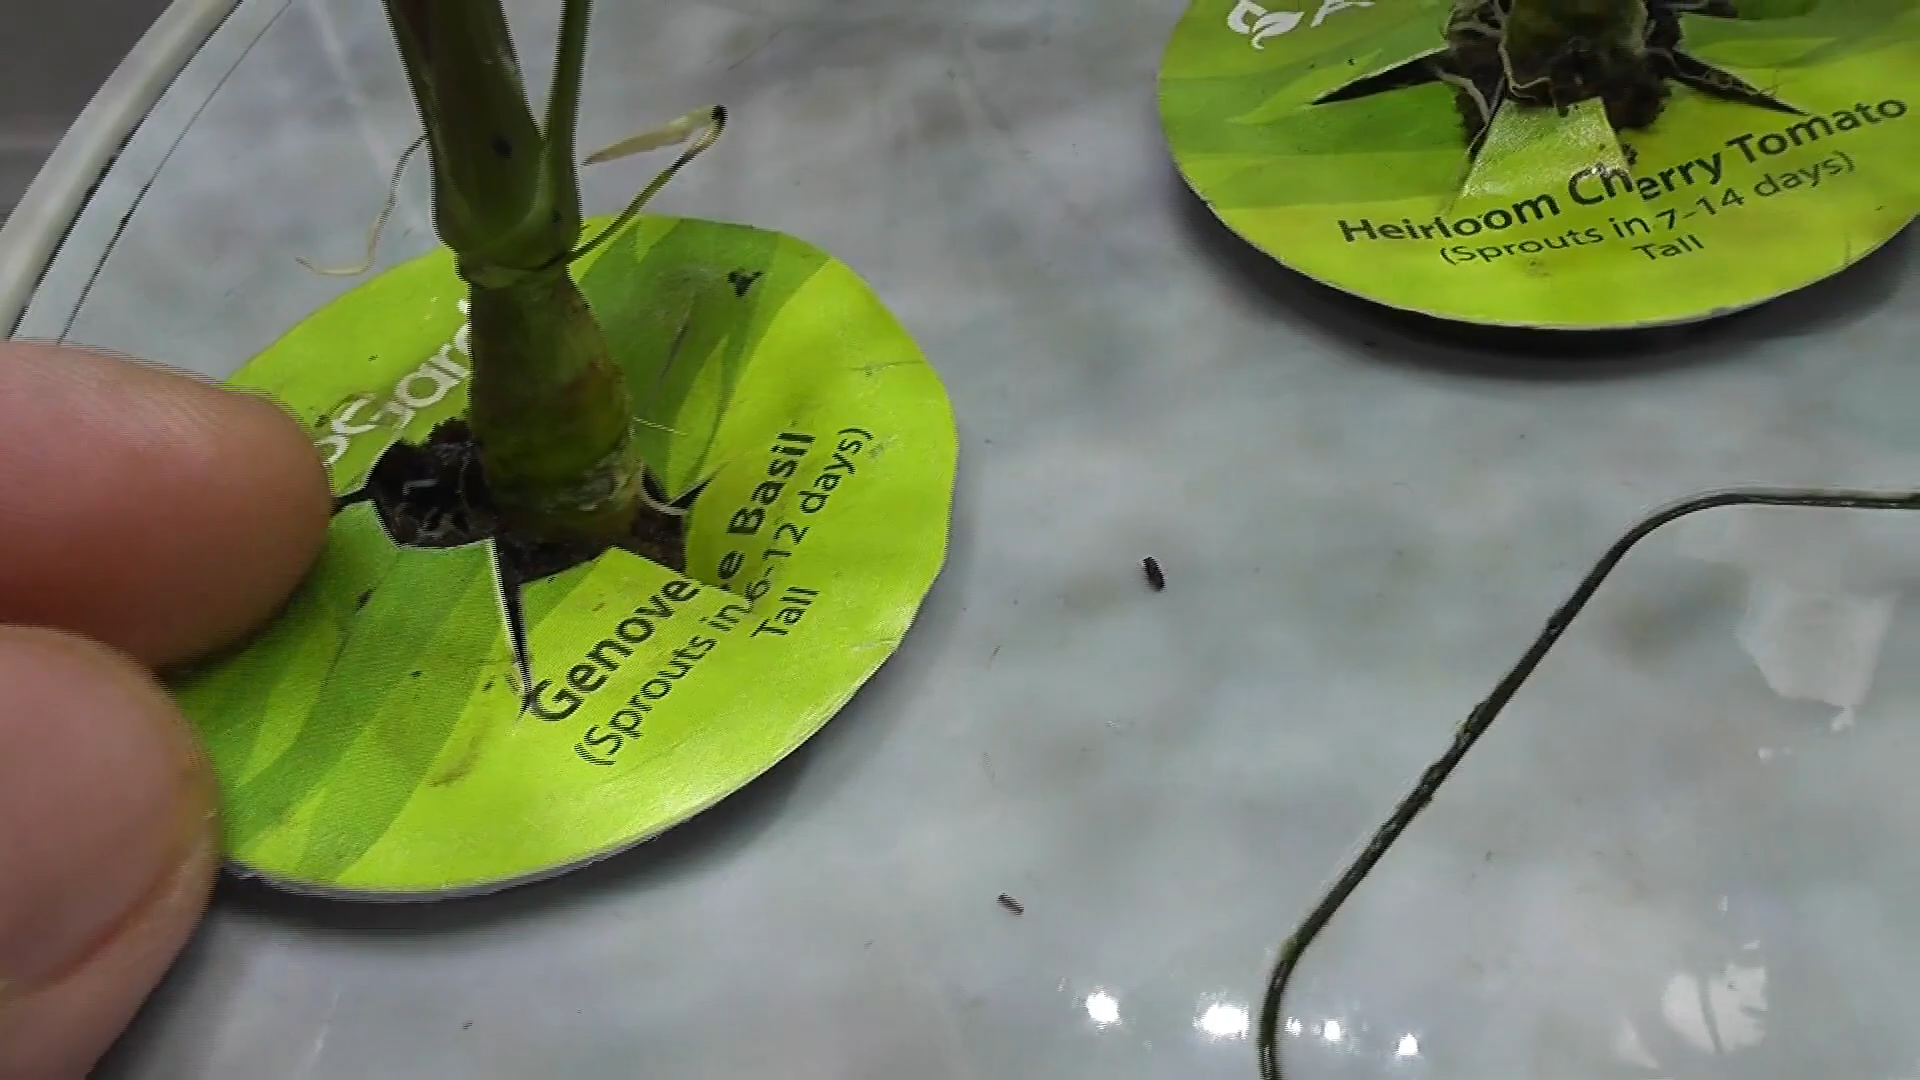 Genove e Basil
(Sprouts in 6-12 days)
Tall
Heirloom Cherry Tomato
(Sprouts in 7-14 days)
Tall